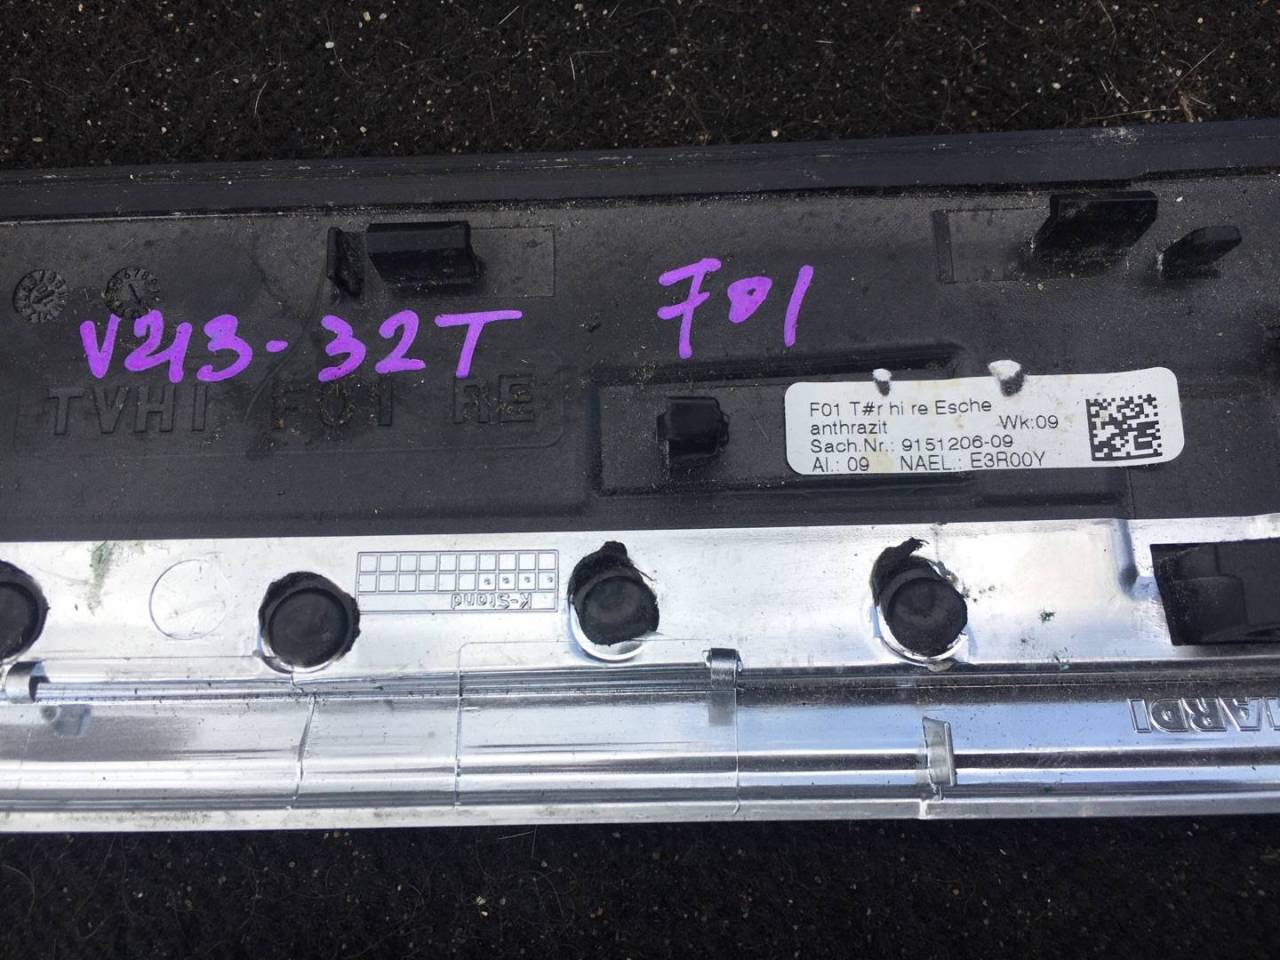 V213-32T F01
TVHI F01 RE
F01 T#r hi re Esche
anthrazit Wk:09
Sach.Nr.: 9151206-09
AI.: 09 NAEL.: E3R00Y
K-Stand